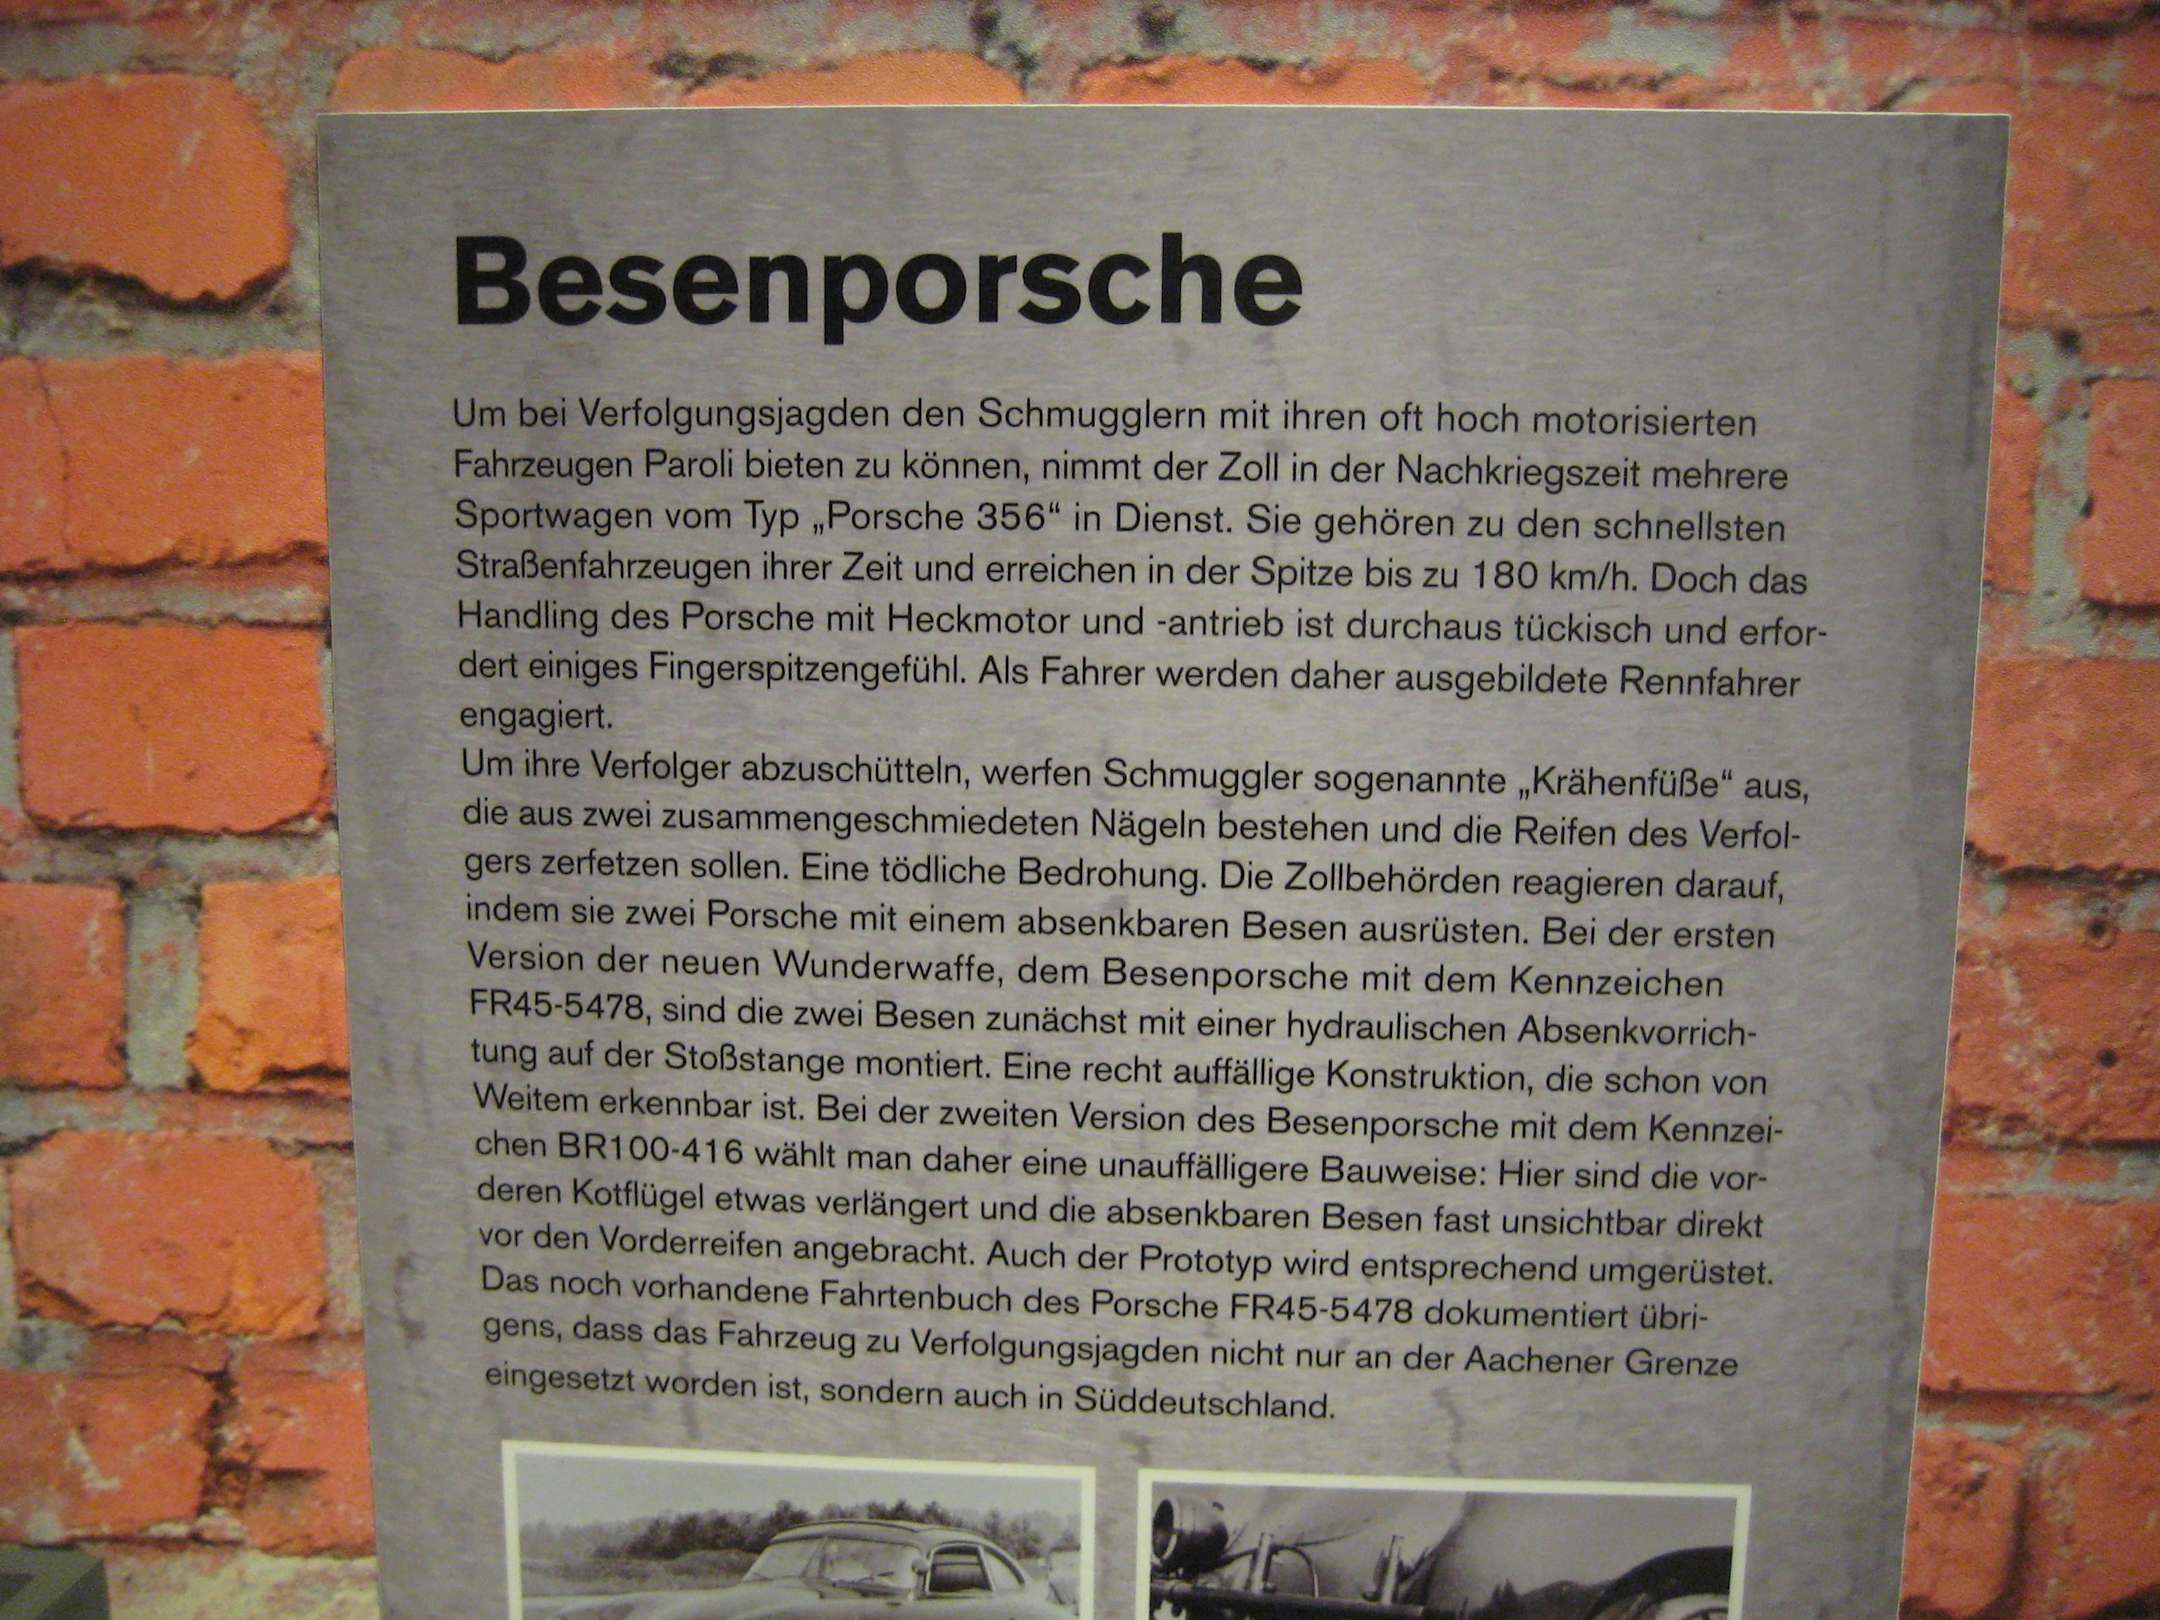 Besenporsche
Um bei Verfolgungsjagden den Schmugglern mit ihren oft hoch motorisierten
Fahrzeugen Paroli bieten zu können, nimmt der Zoll in der Nachkriegszeit mehrere
Sportwagen vom Typ „Porsche 356“ in Dienst. Sie gehören zu den schnellsten
Straßenfahrzeugen ihrer Zeit und erreichen in der Spitze bis zu 180 km/h. Doch das
Handling des Porsche mit Heckmotor und -antrieb ist durchaus tückisch und erfor-
dert einiges Fingerspitzengefühl. Als Fahrer werden daher ausgebildete Rennfahrer
engagiert.
Um ihre Verfolger abzuschütteln, werfen Schmuggler sogenannte „Krähenfüße“ aus,
die aus zwei zusammengeschmiedeten Nägeln bestehen und die Reifen des Verfol-
gers zerfetzen sollen. Eine tödliche Bedrohung. Die Zollbehörden reagieren darauf,
indem sie zwei Porsche mit einem absenkbaren Besen ausrüsten. Bei der ersten
Version der neuen Wunderwaffe, dem Besenporsche mit dem Kennzeichen
FR45-5478, sind die zwei Besen zunächst mit einer hydraulischen Absenkvorrich-
tung auf der Stoßstange montiert. Eine recht auffällige Konstruktion, die schon von
Weitem erkennbar ist. Bei der zweiten Version des Besenporsche mit dem Kennzei-
chen BR100-416 wählt man daher eine unauffälligere Bauweise: Hier sind die vor-
deren Kotflügel etwas verlängert und die absenkbaren Besen fast unsichtbar direkt
vor den Vorderreifen angebracht. Auch der Prototyp wird entsprechend umgerüstet.
Das noch vorhandene Fahrtenbuch des Porsche FR45-5478 dokumentiert übri-
gens, dass das Fahrzeug zu Verfolgungsjagden nicht nur an der Aachener Grenze
eingesetzt worden ist, sondern auch in Süddeutschland.